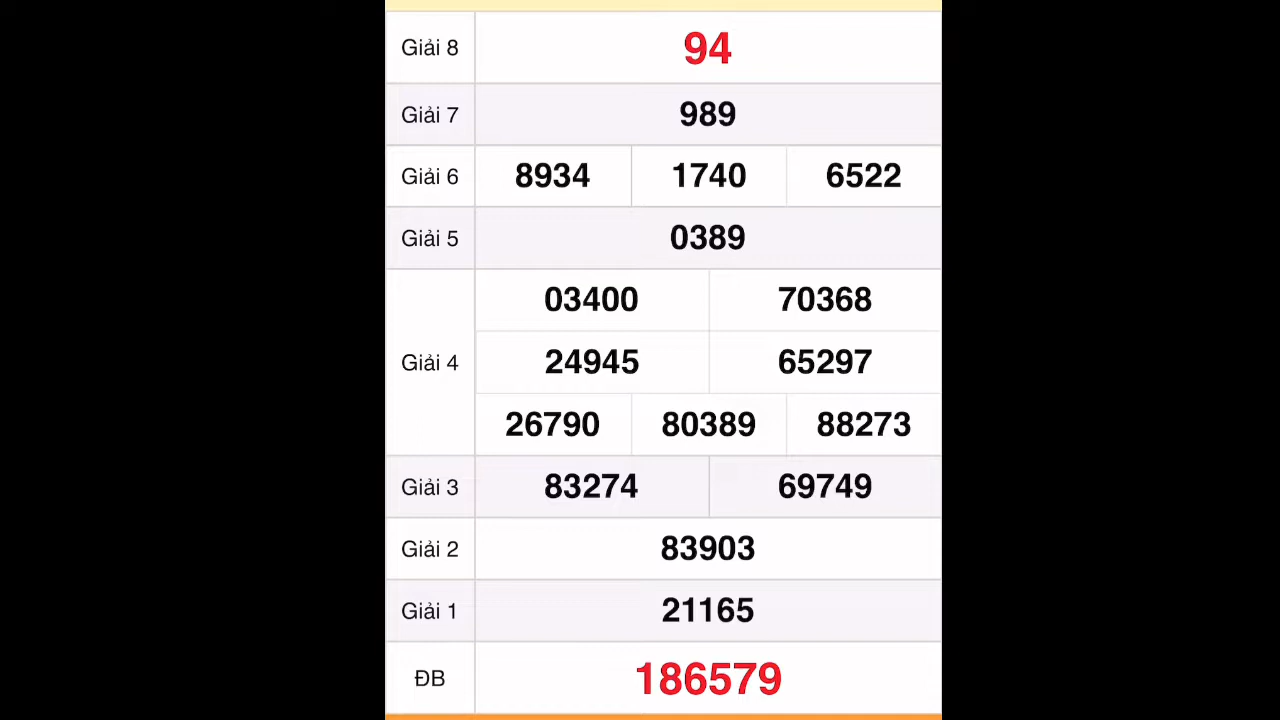 Giải 8 94
Giải 7 989
Giải 6 8934 1740 6522
Giải 5 0389
03400 70368
Giải 4 24945 65297
26790 80389 88273
Giải 3 83274 69749
Giải 2 83903
Giải 1 21165
ĐB 186579